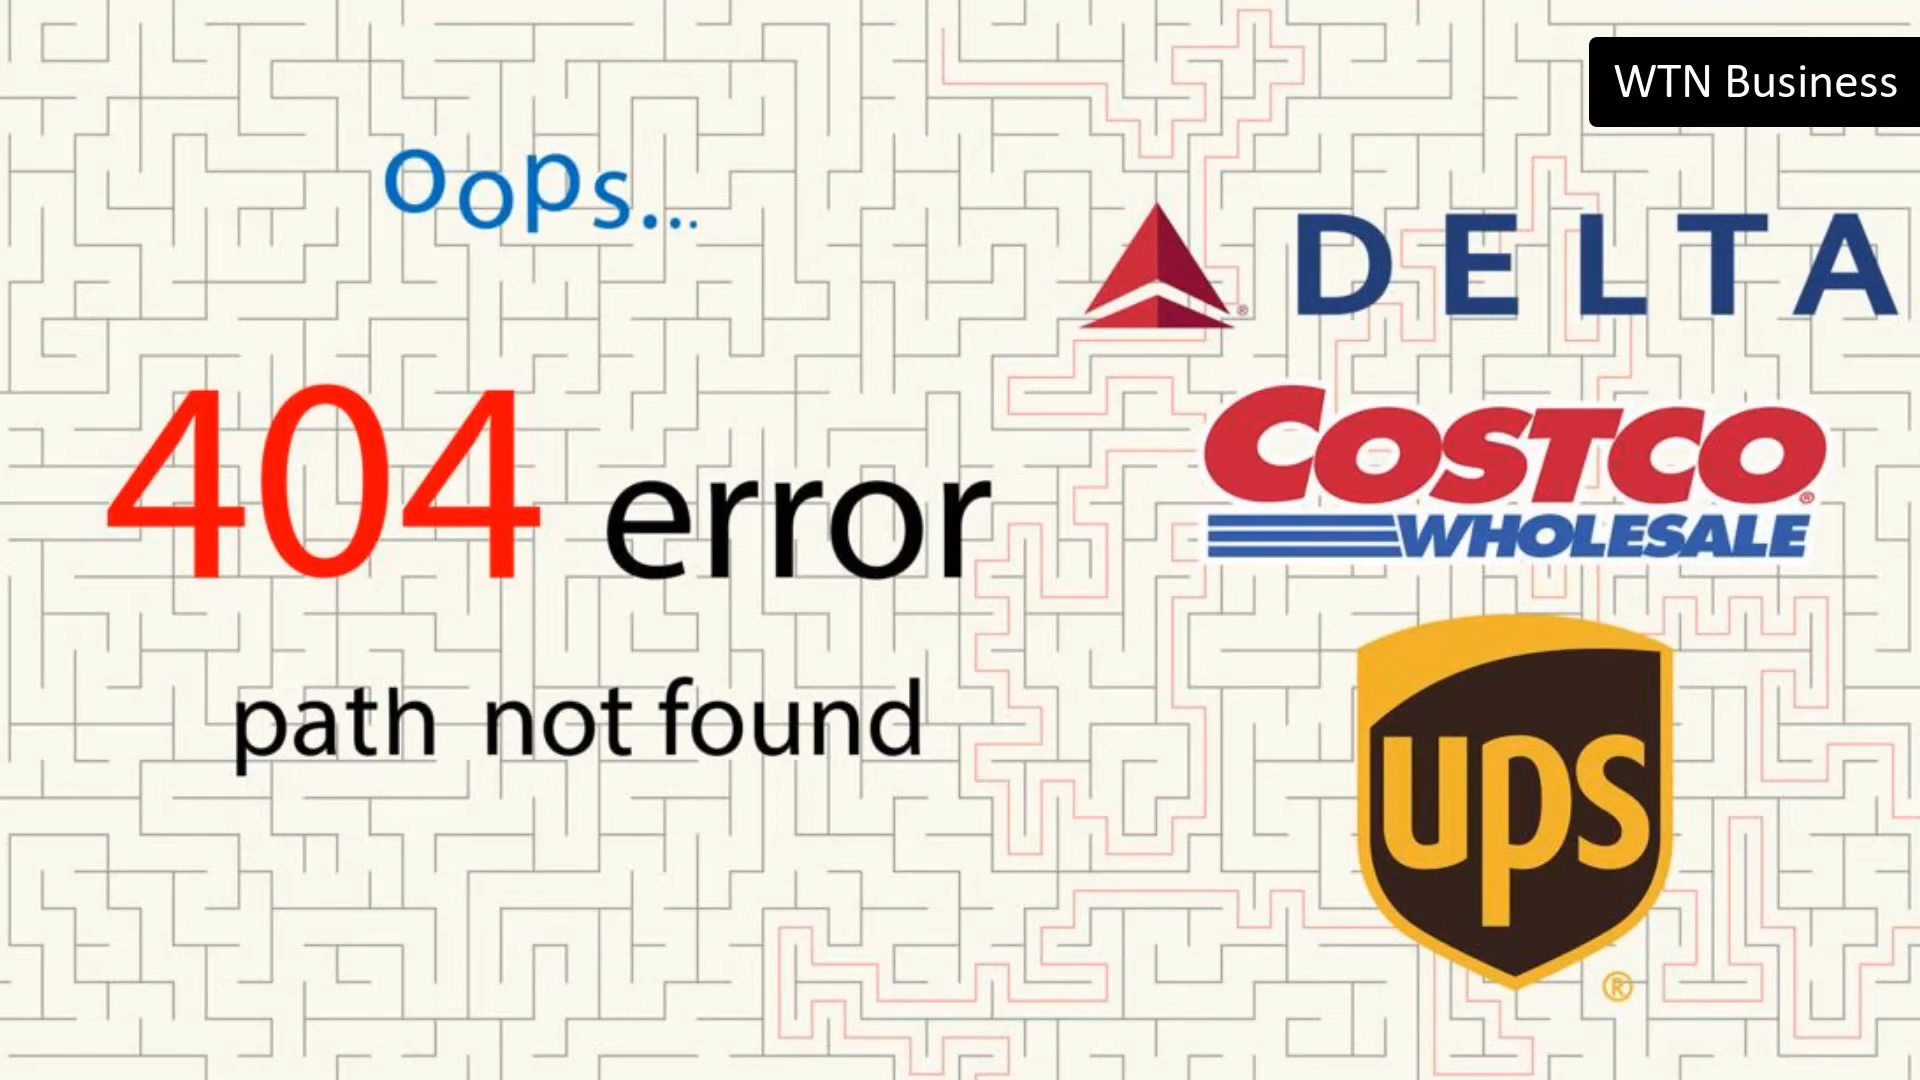 WTN Business
oops...
404 error
path not found
DELTA
COSTCO
WHOLESALE
ups